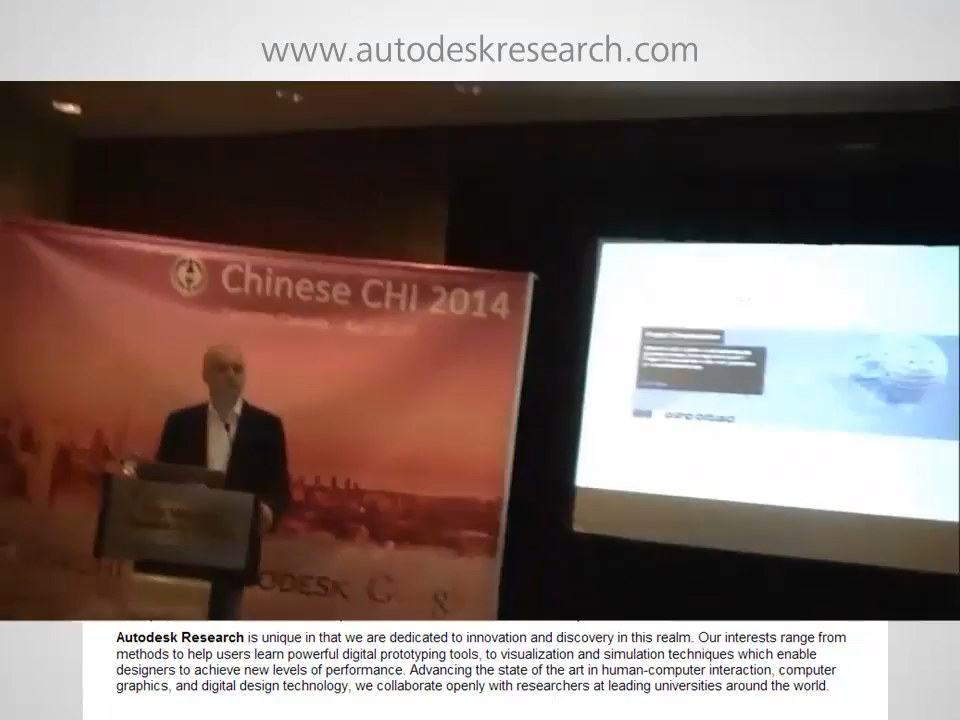 www.autodeskresearch.com
Chinese CHI 2014
AUTODESK
Autodesk Research is unique in that we are dedicated to innovation and discovery in this realm. Our interests range from
methods to help users learn powerful digital prototyping tools, to visualization and simulation techniques which enable
designers to achieve new levels of performance. Advancing the state of the art in human-computer interaction, computer
graphics, and digital design technology, we collaborate openly with researchers at leading universities around the world.